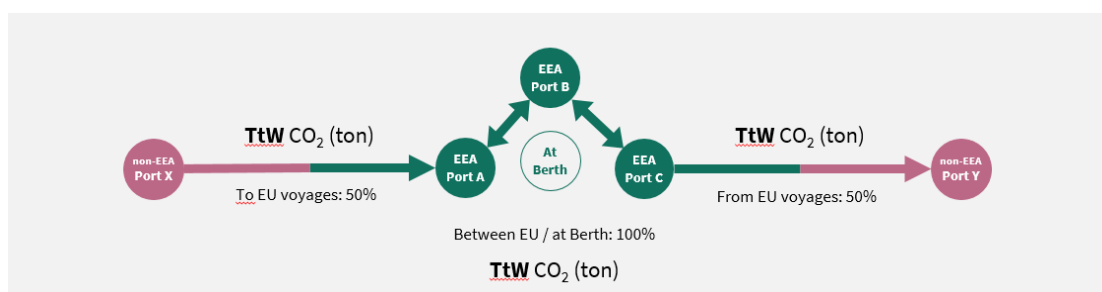 EEA
Port B
TtW CO₂ (ton)
TtW CO₂ (ton)
non-EEA
Port X
EEA
Port A
At
Berth
EEA
Port C
non-EEA
Port Y
To EU voyages: 50%
From EU voyages: 50%
Between EU / at Berth: 100%
TtW CO₂ (ton)